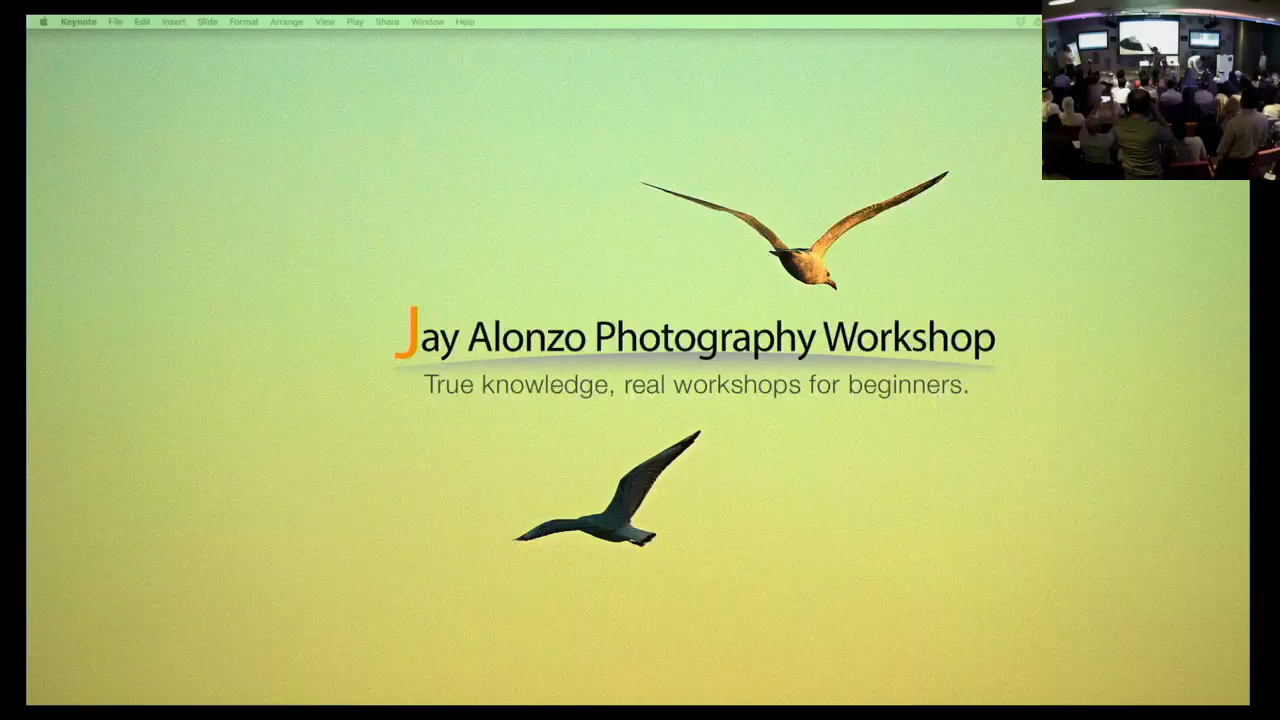 Keynote File Edit Insert Slide Format Arrange View Play Share Window Help
Jay Alonzo Photography Workshop
True knowledge, real workshops for beginners.